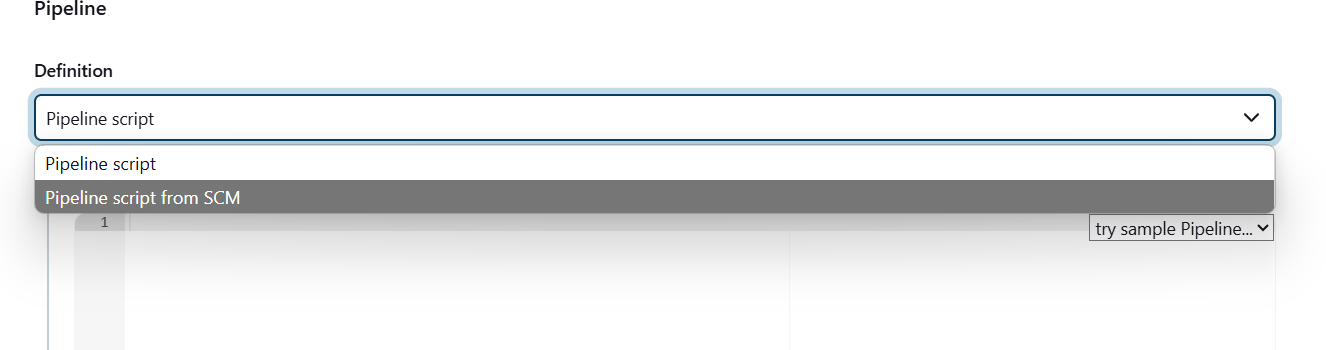 Pipeline
Definition
Pipeline script
Pipeline script
Pipeline script from SCM
1
try sample Pipeline...